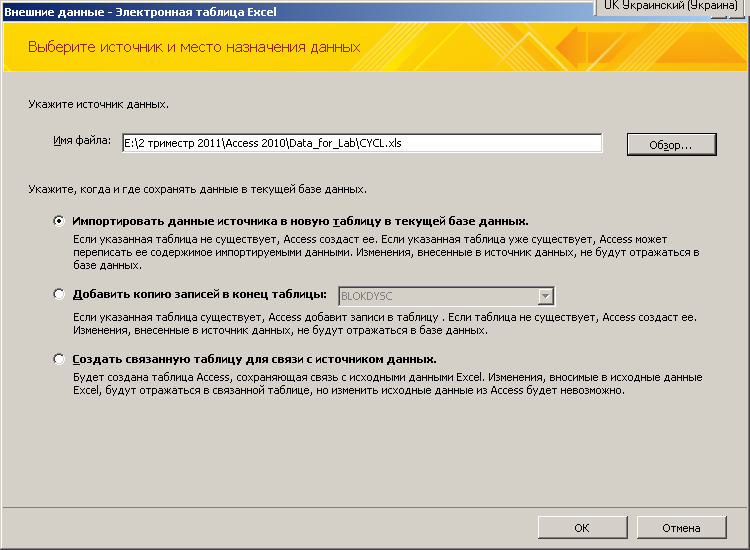 UK Украинский (Украина)
Внешние данные - Электронная таблица Excel
Выберите источник и место назначения данных
Укажите источник данных.
Имя файла:
E:\2 триместр 2011\Access 2010\Data_for_Lab\CYCL.xls
Обзор...
Укажите, когда и где сохранять данные в текущей базе данных.
Импортировать данные источника в новую таблицу в текущей базе данных.
Если указанная таблица не существует, Access создаст ее. Если указанная таблица уже существует, Access может
переписать ее содержимое импортируемыми данными. Изменения, внесенные в источник данных, не будут отражаться в
базе данных.
Добавить копию записей в конец таблицы:
BLOKDYSC
Если указанная таблица существует, Access добавит записи в таблицу . Если таблица не существует, Access создаст ее.
Изменения, внесенные в источник данных, не будут отражаться в базе данных.
Создать связанную таблицу для связи с источником данных.
Будет создана таблица Access, сохраняющая связь с исходными данными Excel. Изменения, вносимые в исходные данные
Excel, будут отражаться в связанной таблице, но изменить исходные данные из Access будет невозможно.
ОК
Отмена